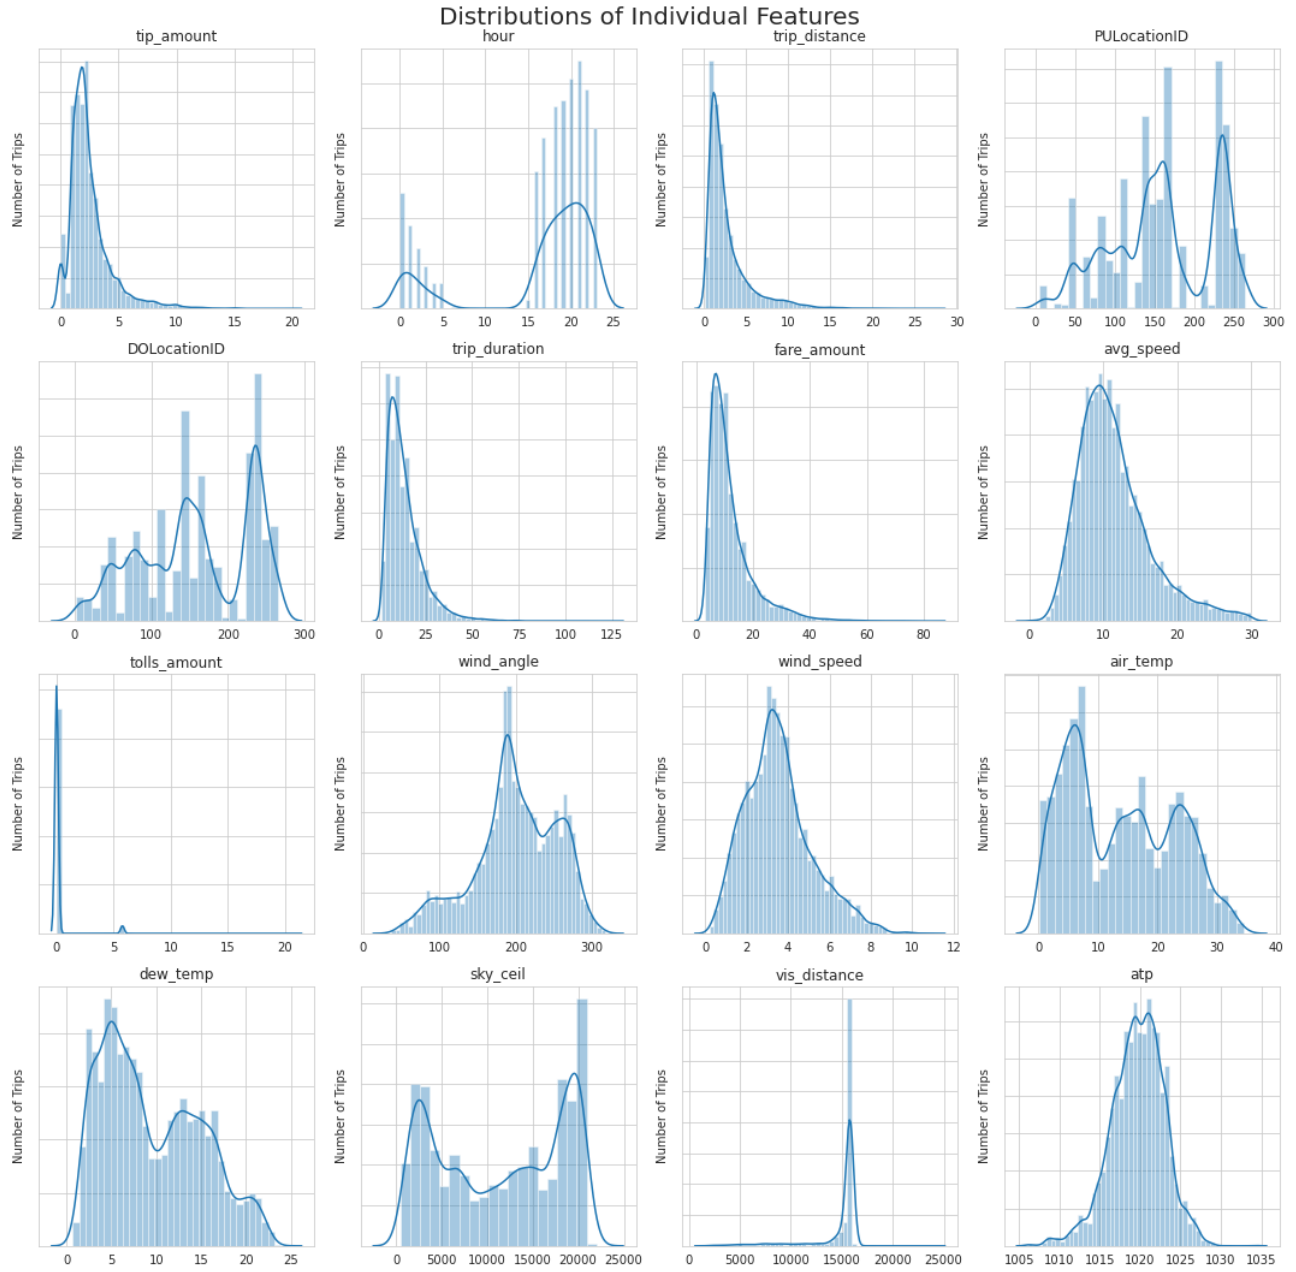 Distributions of Individual Features
tip_amount
hour
trip_distance
PULocationID
Number of Trips
Number of Trips
Number of Trips
Number of Trips
0 5 10 15 20
0 5 10 15 20 25
0 5 10 15 20 25 30
0 50 100 150 200 250 300
DOLocationID
trip_duration
fare_amount
avg_speed
Number of Trips
Number of Trips
Number of Trips
Number of Trips
0 100 200 300
0 25 50 75 100 125
0 20 40 60 80
0 10 20 30
tolls_amount
wind_angle
wind_speed
air_temp
Number of Trips
Number of Trips
Number of Trips
Number of Trips
0 5 10 15 20
0 100 200 300
0 2 4 6 8 10 12
0 10 20 30 40
dew_temp
sky_ceil
vis_distance
atp
Number of Trips
Number of Trips
Number of Trips
Number of Trips
0 5 10 15 20 25
0 5000 10000 15000 20000 25000
0 5000 10000 15000 20000 25000
1005 1010 1015 1020 1025 1030 1035